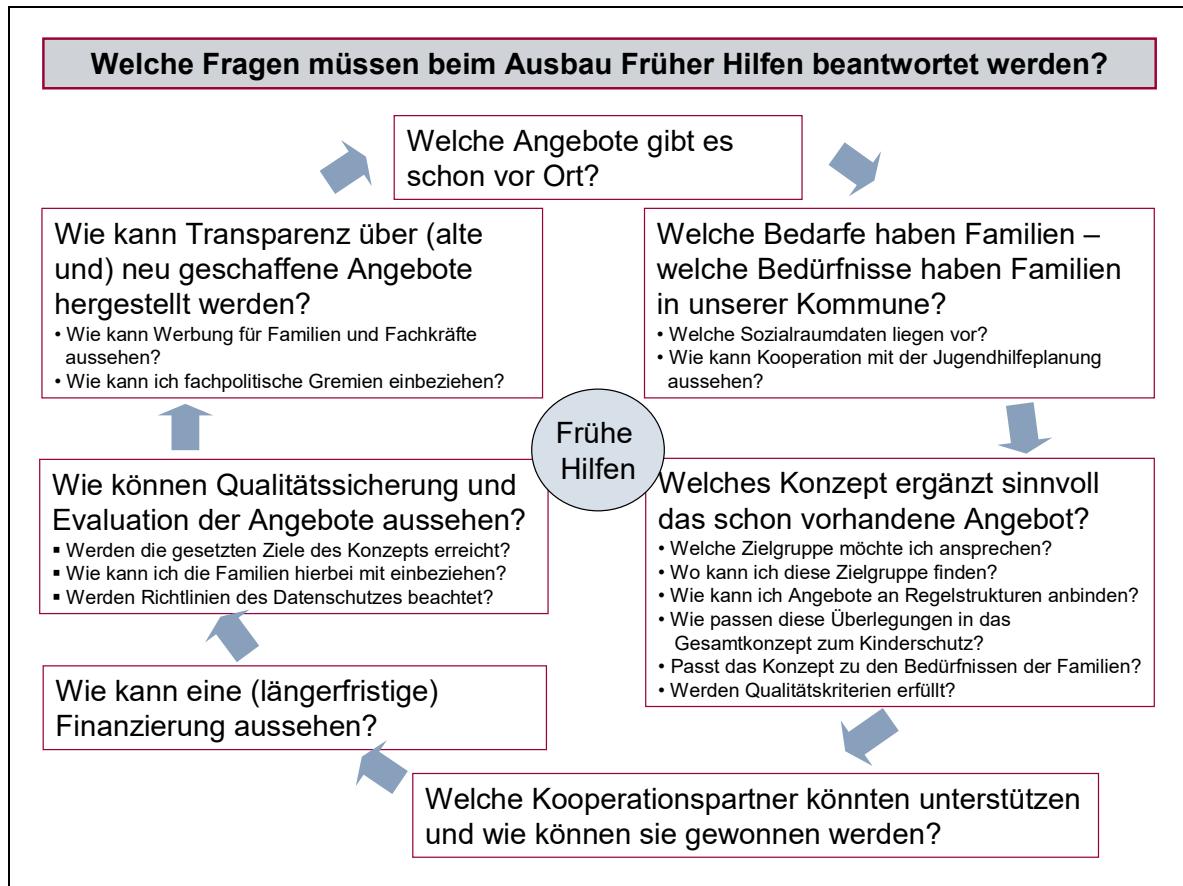 Welche Fragen müssen beim Ausbau Früher Hilfen beantwortet werden?
Welche Angebote gibt es
schon vor Ort?
Welche Bedarfe haben Familien –
welche Bedürfnisse haben Familien
in unserer Kommune?
• Welche Sozialraumdaten liegen vor?
• Wie kann Kooperation mit der Jugendhilfeplanung
aussehen?
Welches Konzept ergänzt sinnvoll
das schon vorhandene Angebot?
• Welche Zielgruppe möchte ich ansprechen?
• Wo kann ich diese Zielgruppe finden?
• Wie kann ich Angebote an Regelstrukturen anbinden?
• Wie passen diese Überlegungen in das
Gesamtkonzept zum Kinderschutz?
• Passt das Konzept zu den Bedürfnissen der Familien?
• Werden Qualitätskriterien erfüllt?
Welche Kooperationspartner könnten unterstützen
und wie können sie gewonnen werden?
Wie kann eine (längerfristige)
Finanzierung aussehen?
Wie können Qualitätssicherung und
Evaluation der Angebote aussehen?
▪ Werden die gesetzten Ziele des Konzepts erreicht?
▪ Wie kann ich die Familien hierbei mit einbeziehen?
▪ Werden Richtlinien des Datenschutzes beachtet?
Wie kann Transparenz über (alte
und) neu geschaffene Angebote
hergestellt werden?
• Wie kann Werbung für Familien und Fachkräfte
aussehen?
• Wie kann ich fachpolitische Gremien einbeziehen?
Frühe
Hilfen